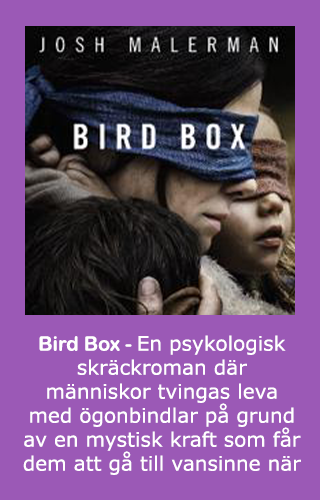 JOSH MALERMAN
BIRD BOX
Bird Box - En psykologisk
skräckroman där
människor tvingas leva
med ögonbindlar på grund
av en mystisk kraft som får
dem att gå till vansinne när